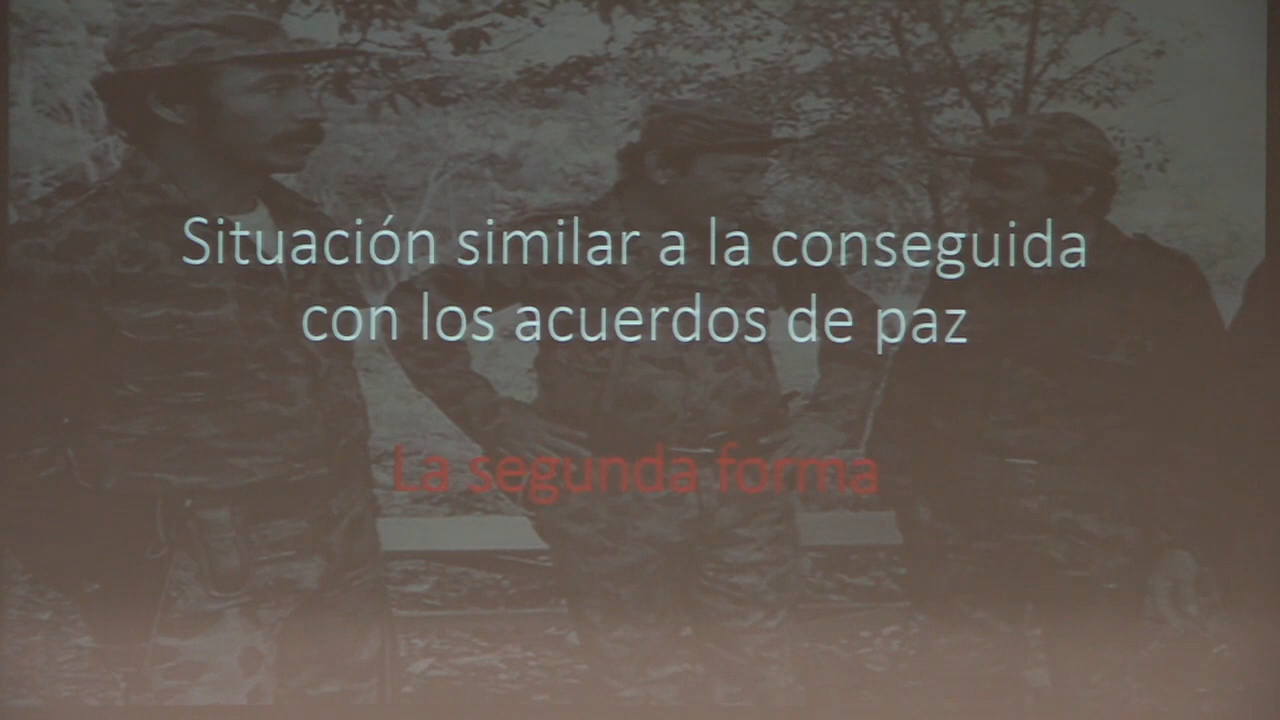 Situación similar a la conseguida
con los acuerdos de paz
La segunda forma